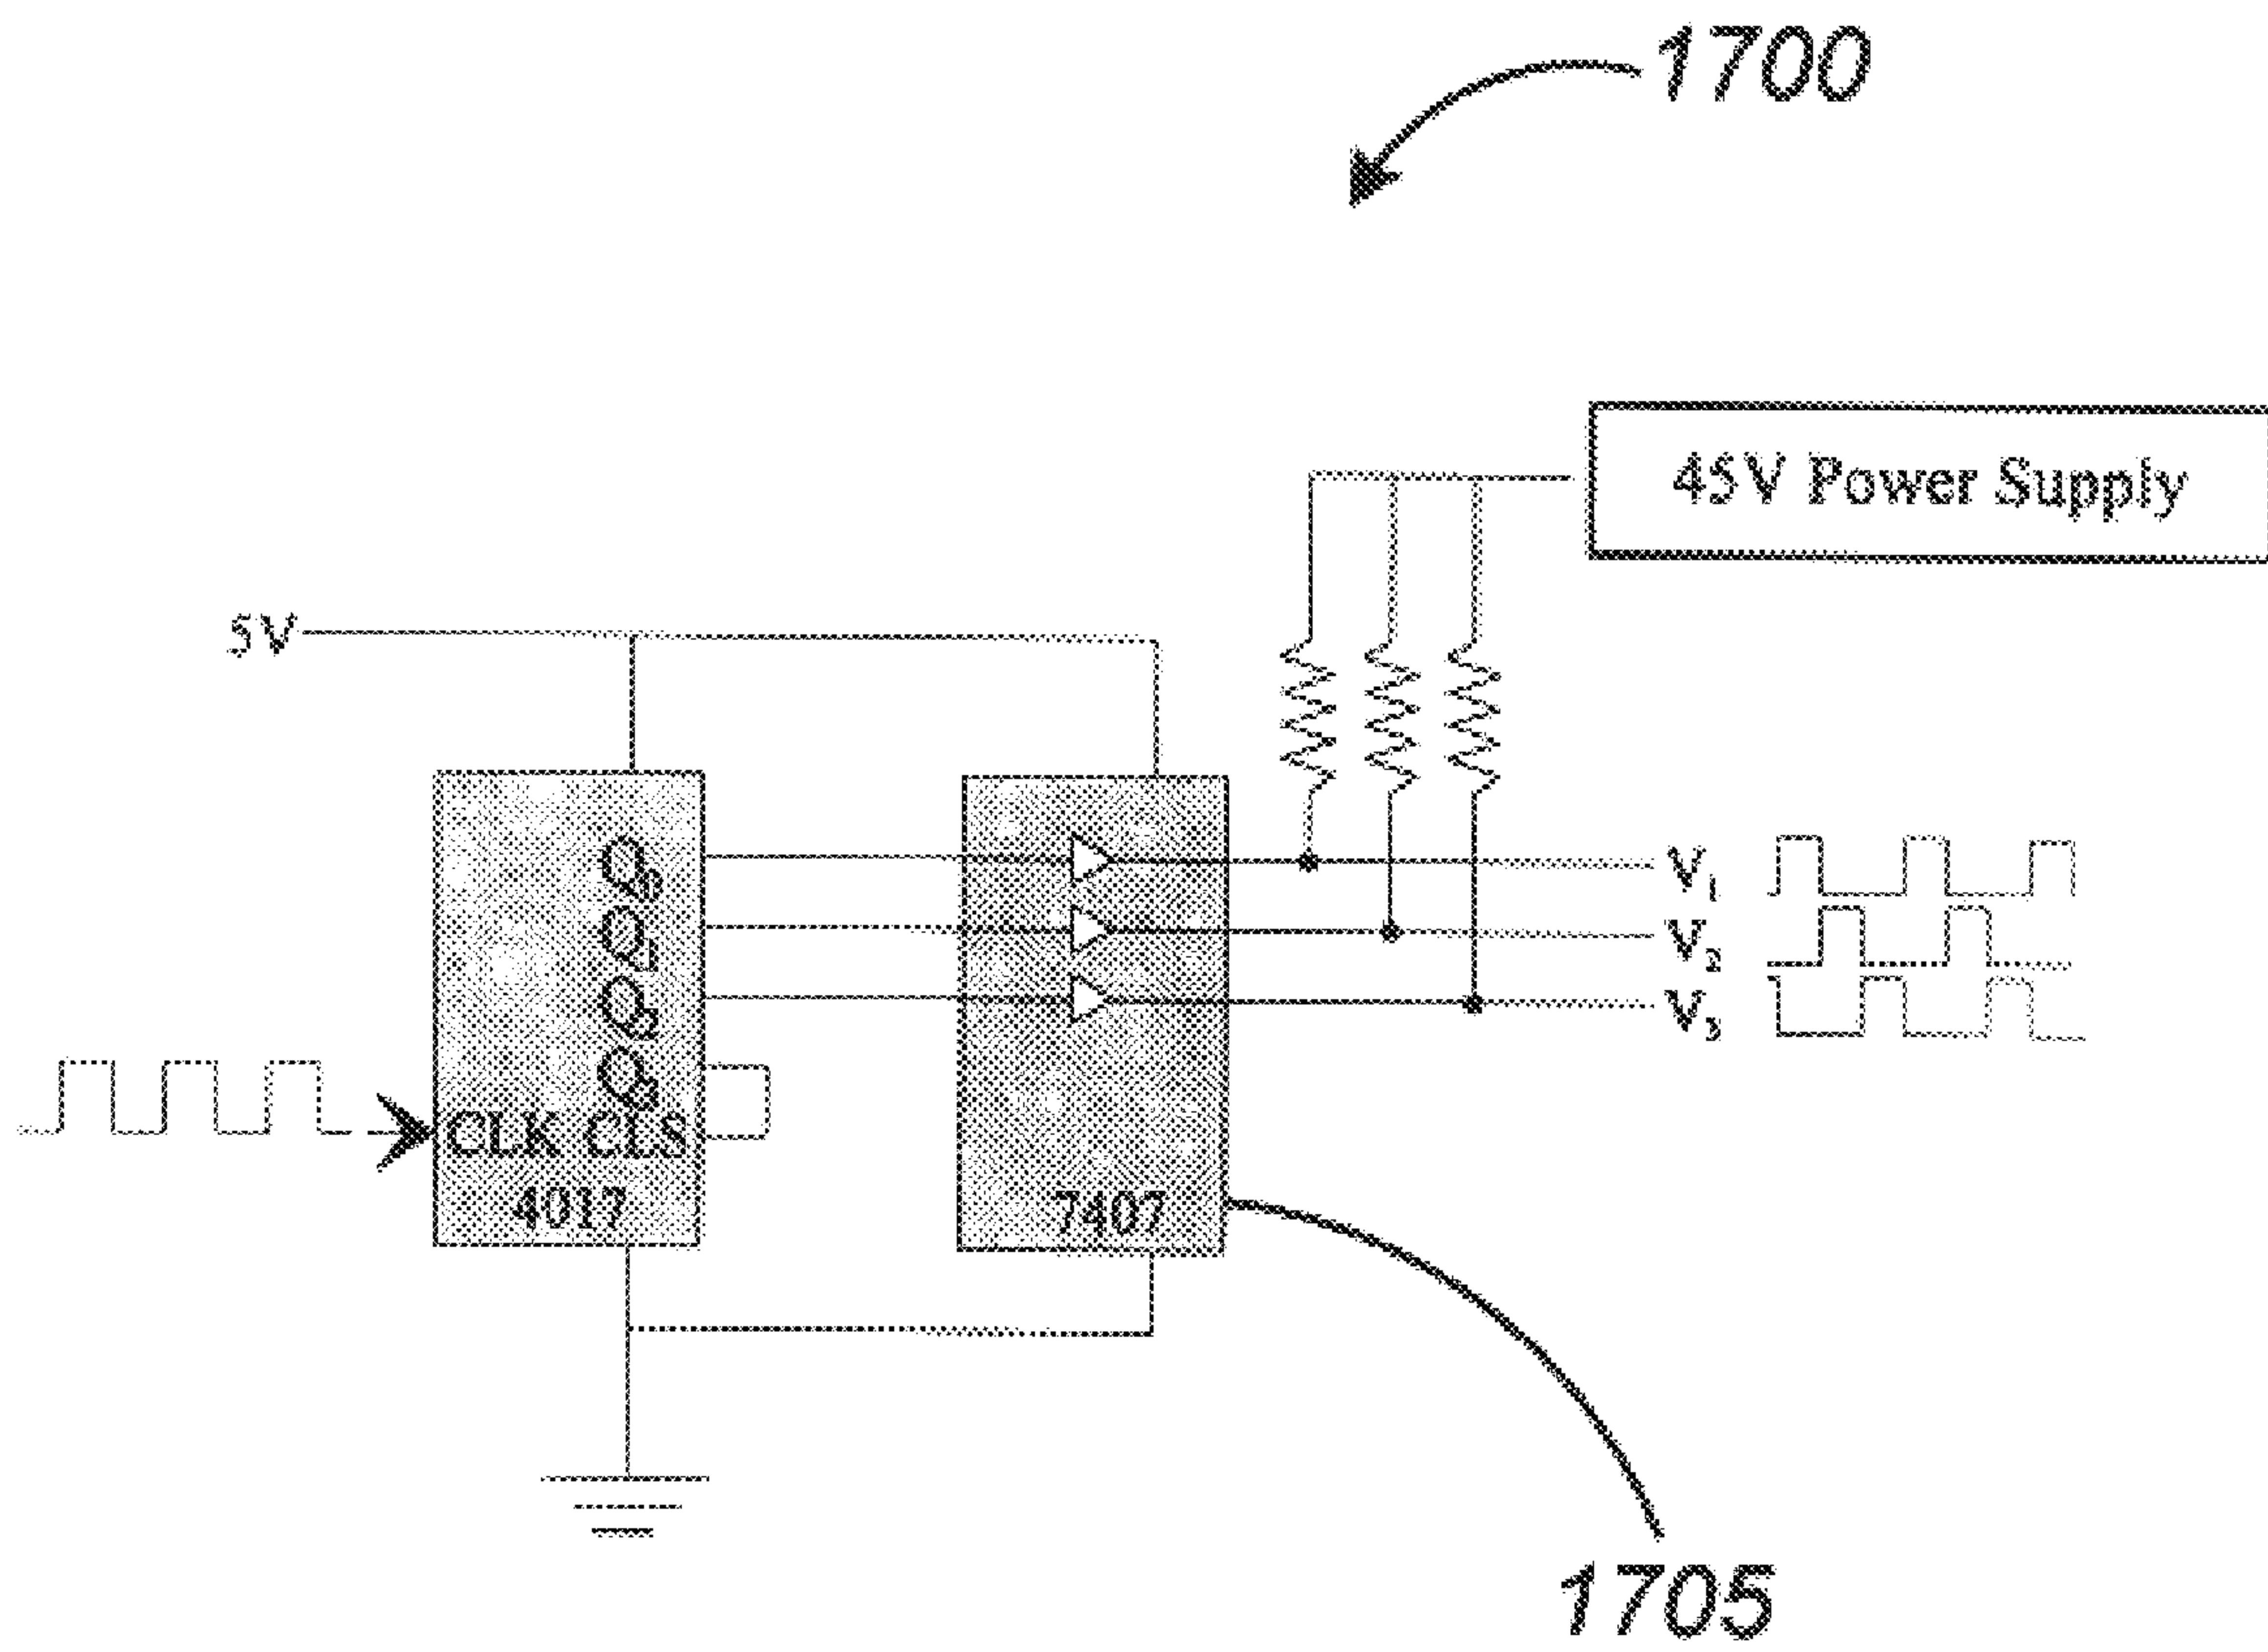 1700
45V Power Supply
5V
Q0
Q1
Q2
Q3
CLK CLS
4017
7407
V1
V2
V3
1705